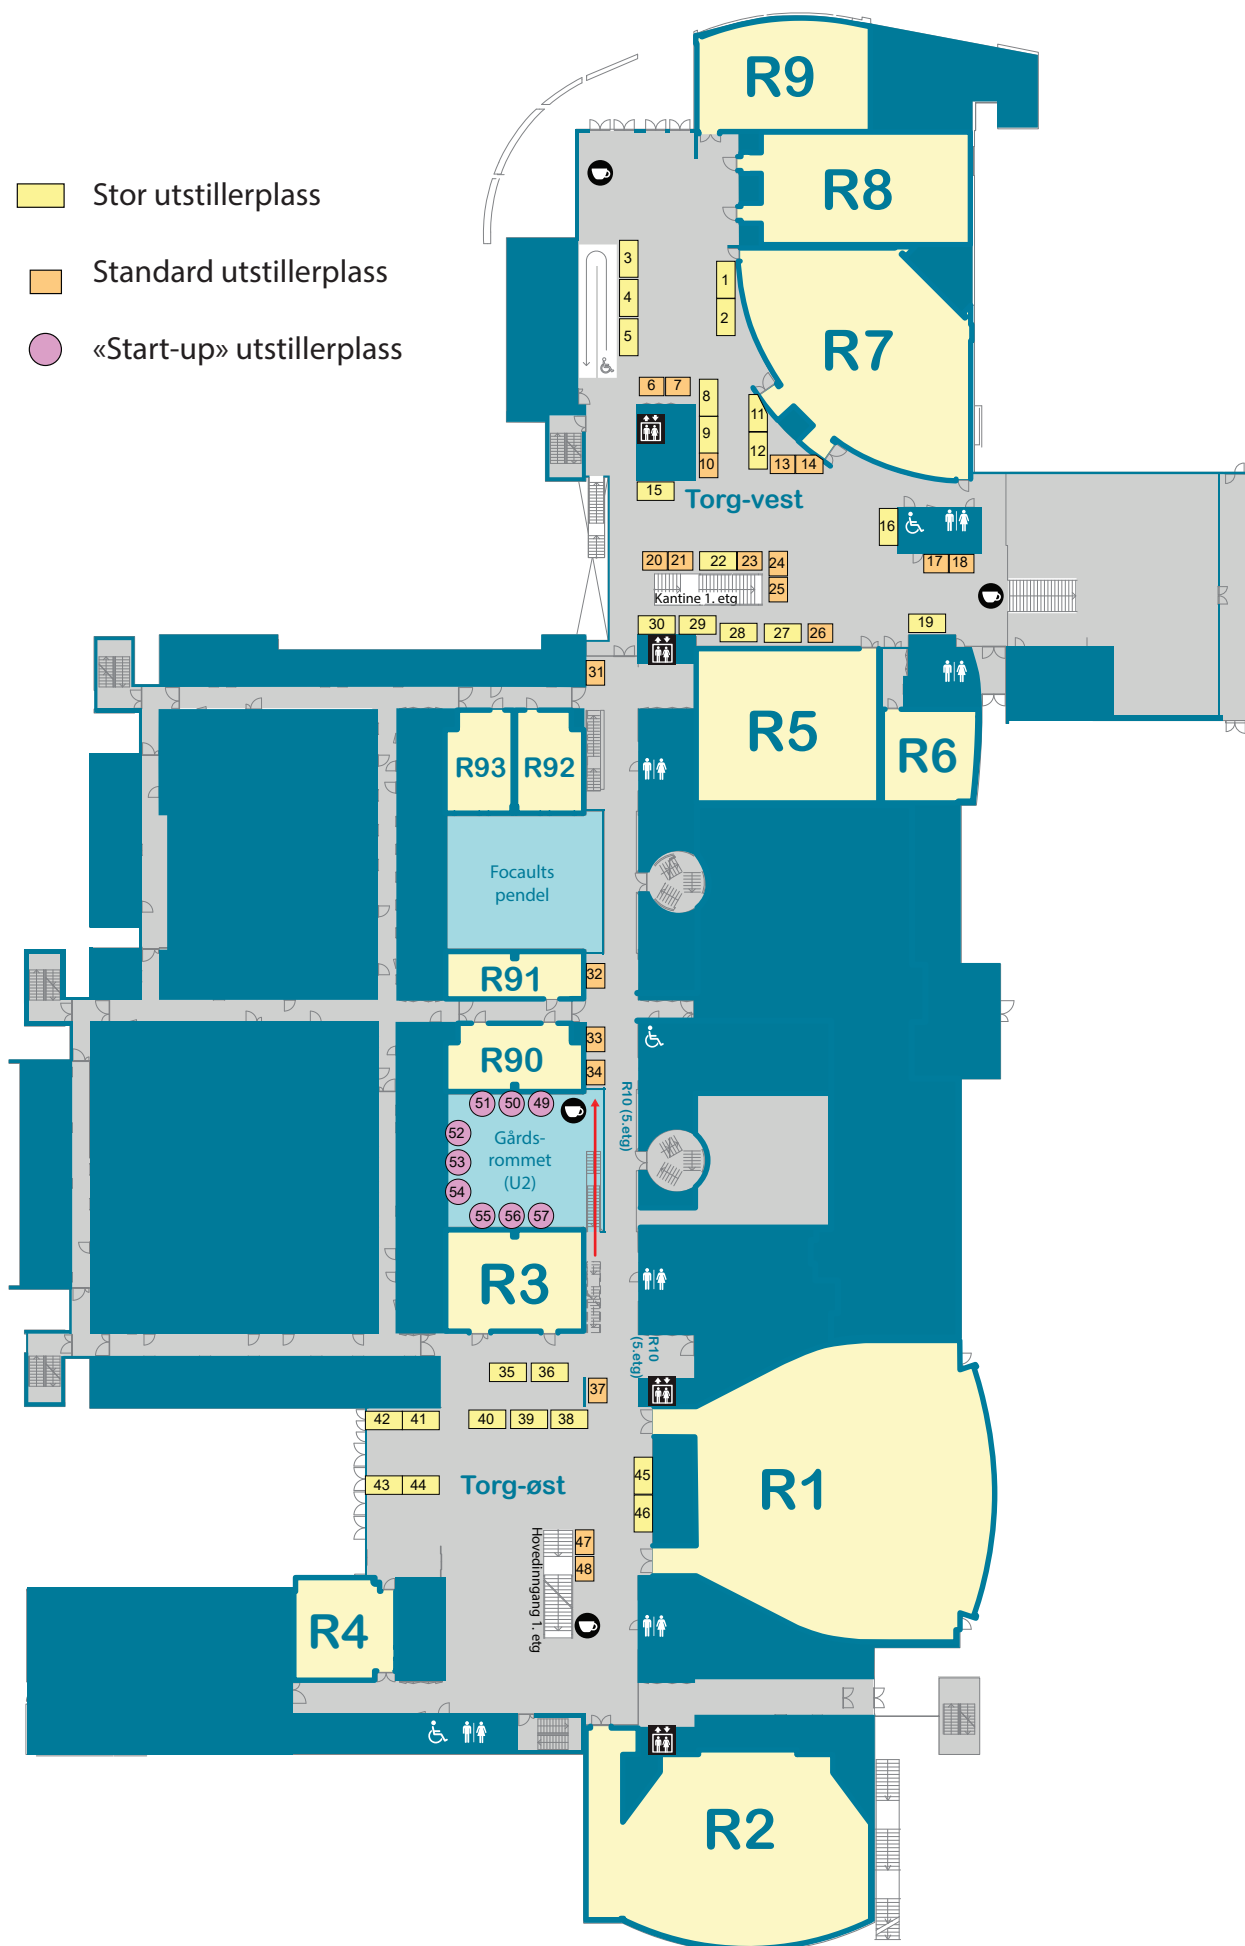 R9
Stor utstillerplass
R8
Standard utstillerplass
3
1
4
2
5
«Start-up» utstillerplass
R7
6 7
8
11
9
12
10
13 14
15
Torg-vest
16
20 21 22 23 24
17 18
25
Kantine 1. etg
19
30 29 28 27 26
31
R5
R93 R92
R6
Focaults
pendel
R91
32
33
R90
34
R10 (5.etg)
51 50 49
52
Gårds-
rommet
(U2)
53
54
55 56 57
R3
R10
(5.etg)
35 36
37
42 41 40 39 38
45
43 44
Torg-øst
R1
46
Hovedinngang 1. etg
47
48
R4
R2